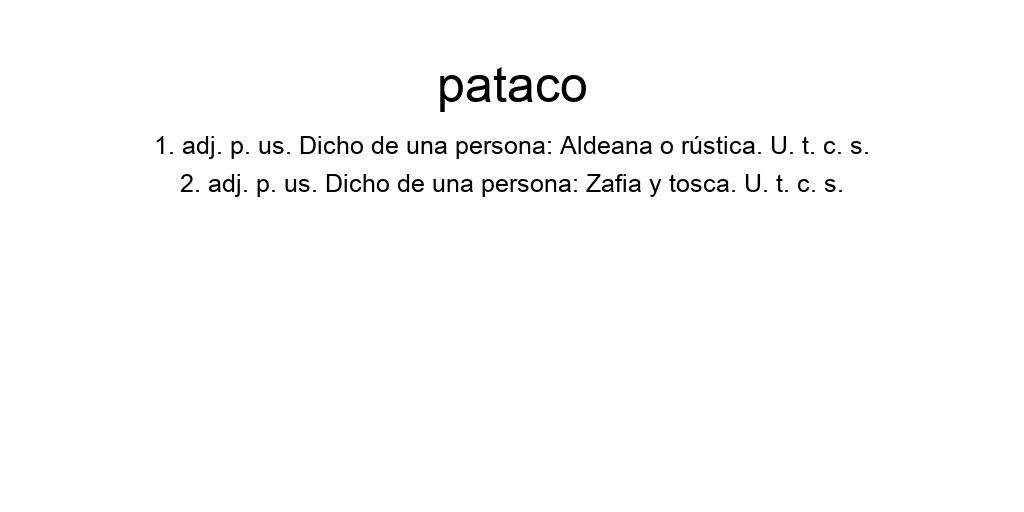 pataco
1. adj. p. us. Dicho de una persona: Aldeana o rústica. U. t. c. s.
2. adj. p. us. Dicho de una persona: Zafia y tosca. U. t. c. s.